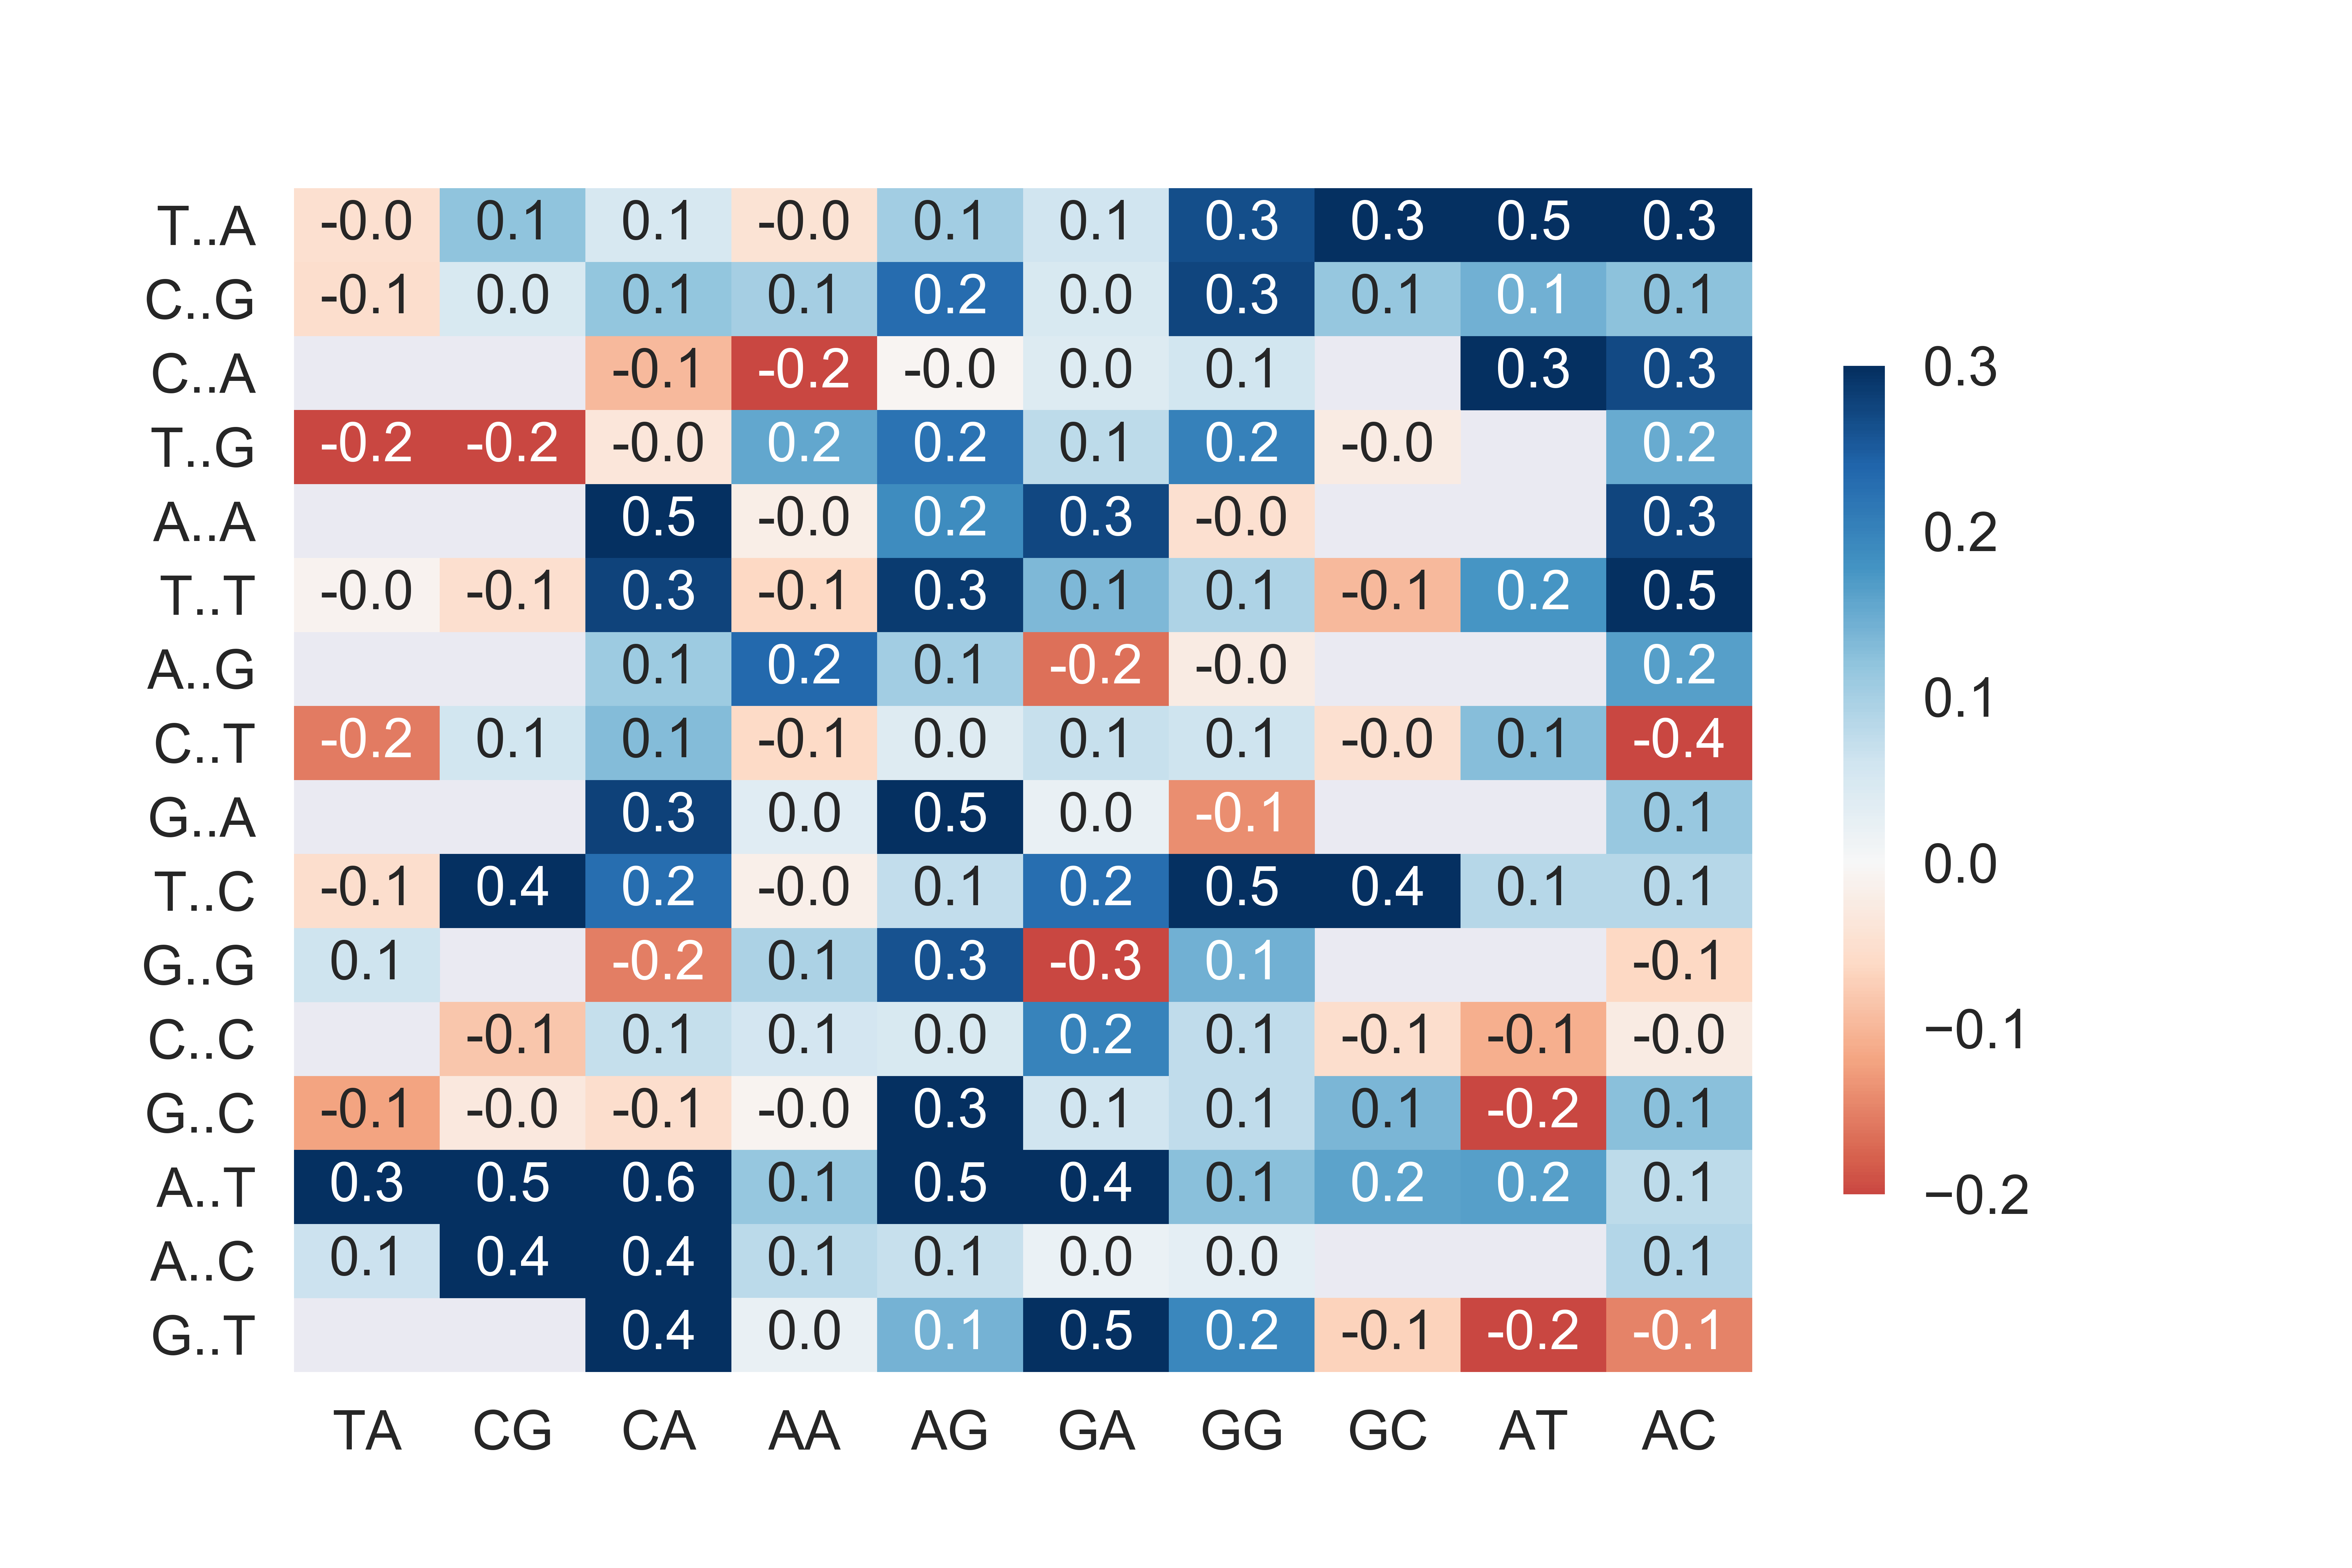 T..A -0.0 0.1 0.1 -0.0 0.1 0.1 0.3 0.3 0.5 0.3
C..G -0.1 0.0 0.1 0.1 0.2 0.0 0.3 0.1 0.1 0.1
C..A -0.1 -0.2 -0.0 0.0 0.1 0.3 0.3
T..G -0.2 -0.2 -0.0 0.2 0.2 0.1 0.2 -0.0 0.2
A..A 0.5 -0.0 0.2 0.3 -0.0 0.3
T..T -0.0 -0.1 0.3 -0.1 0.3 0.1 0.1 -0.1 0.2 0.5
A..G 0.1 0.2 0.1 -0.2 -0.0 0.2
C..T -0.2 0.1 0.1 -0.1 0.0 0.1 0.1 -0.0 0.1 -0.4
G..A 0.3 0.0 0.5 0.0 -0.1 0.1
T..C -0.1 0.4 0.2 -0.0 0.1 0.2 0.5 0.4 0.1 0.1
G..G 0.1 -0.2 0.1 0.3 -0.3 0.1 -0.1
C..C -0.1 0.1 0.1 0.0 0.2 0.1 -0.1 -0.1 -0.0
G..C -0.1 -0.0 -0.1 -0.0 0.3 0.1 0.1 0.1 -0.2 0.1
A..T 0.3 0.5 0.6 0.1 0.5 0.4 0.1 0.2 0.2 0.1
A..C 0.1 0.4 0.4 0.1 0.1 0.0 0.0 0.1
G..T 0.4 0.0 0.1 0.5 0.2 -0.1 -0.2 -0.1
TA CG CA AA AG GA GG GC AT AC
0.3
0.2
0.1
0.0
−0.1
−0.2